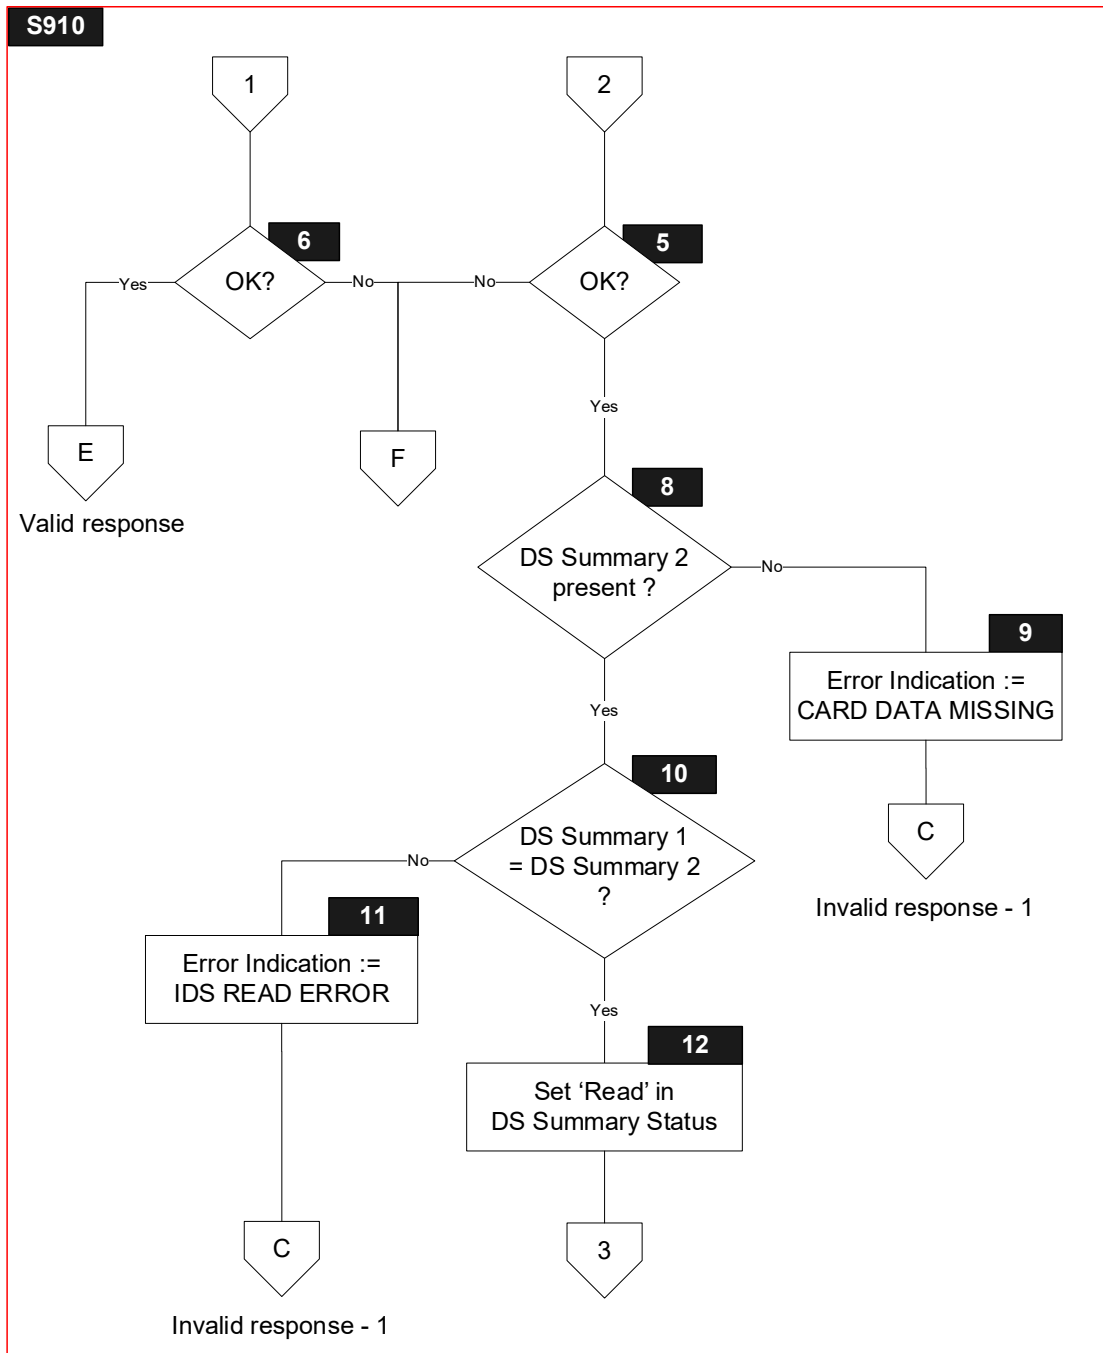 S910
1
2
6
5
OK?
OK?
Yes
No
No
Yes
E
F
Valid response
8
DS Summary 2
present ?
No
9
Error Indication :=
CARD DATA MISSING
Yes
10
C
DS Summary 1
= DS Summary 2
?
No
Invalid response - 1
11
Error Indication :=
IDS READ ERROR
Yes
12
Set ‘Read’ in
DS Summary Status
C
3
Invalid response - 1